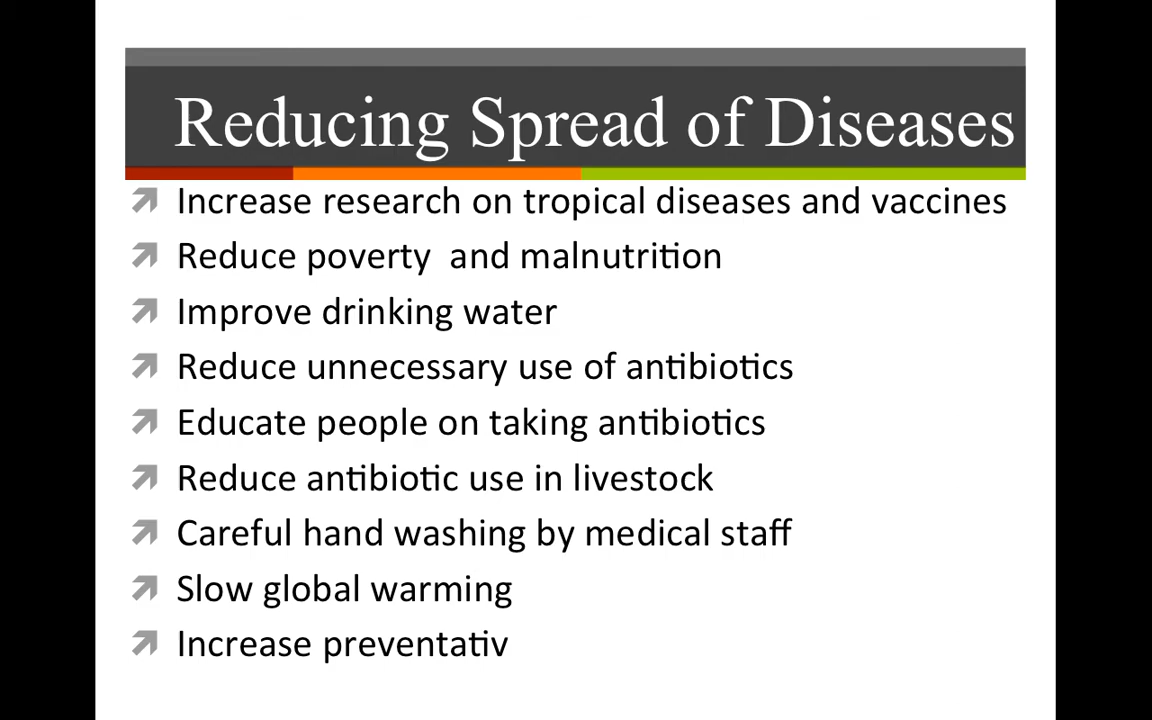 Reducing Spread of Diseases
Increase research on tropical diseases and vaccines
Reduce poverty  and malnutrition
Improve drinking water
Reduce unnecessary use of antibiotics
Educate people on taking antibiotics
Reduce antibiotic use in livestock
Careful hand washing by medical staff
Slow global warming
Increase preventativ